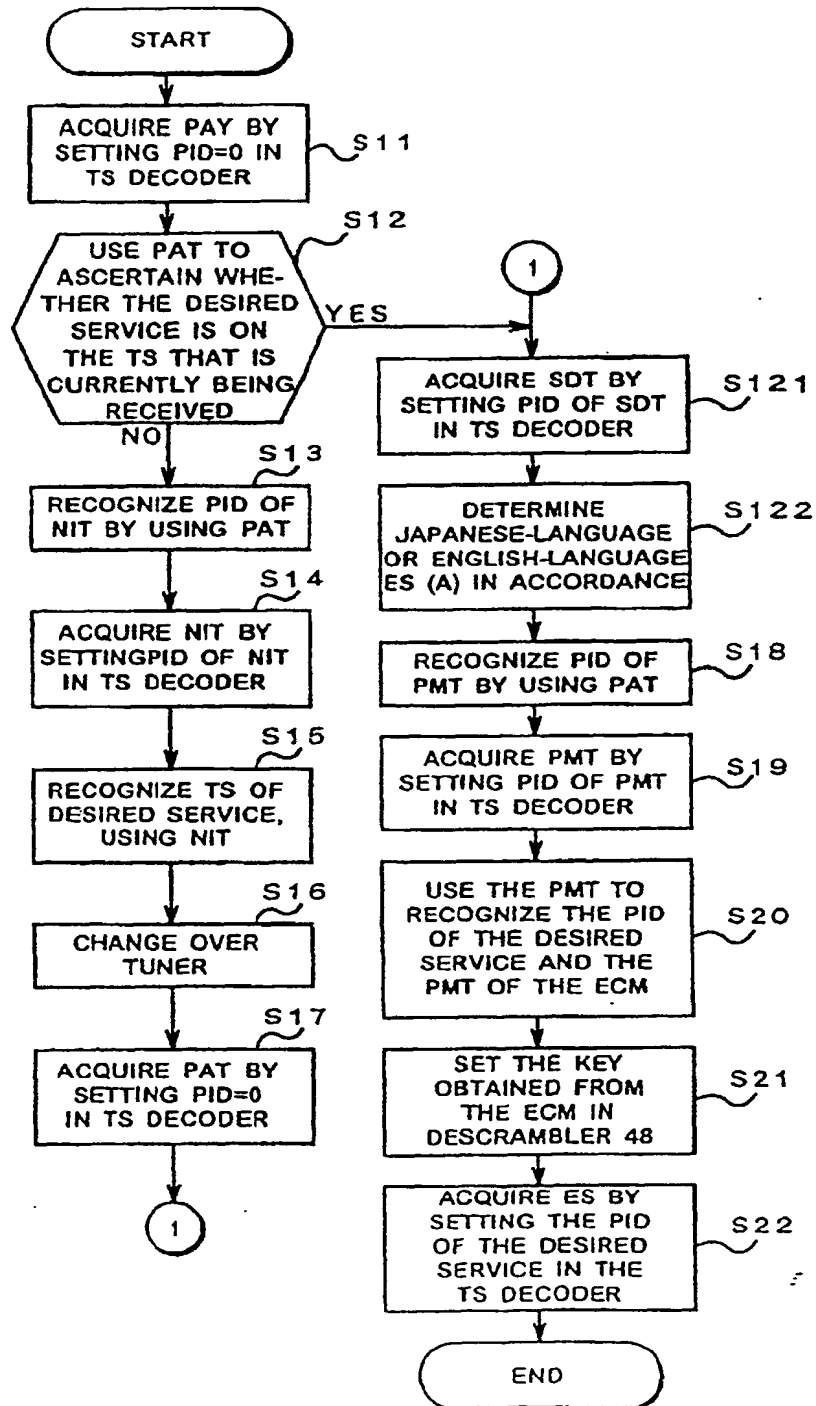 START
ACQUIRE PAY BY
SETTING PID=0 IN
TS DECODER
S11
S12
USE PAT TO
ASCERTAIN WHE-
THER THE DESIRED
SERVICE IS ON
THE TS THAT IS
CURRENTLY BEING
RECEIVED
YES
NO
S13
RECOGNIZE PID OF
NIT BY USING PAT
S14
ACQUIRE NIT BY
SETTINGPID OF NIT
IN TS DECODER
S15
RECOGNIZE TS OF
DESIRED SERVICE,
USING NIT
S16
CHANGE OVER
TUNER
S17
ACQUIRE PAT BY
SETTING PID=0
IN TS DECODER
1
1
ACQUIRE SDT BY
SETTING PID OF SDT
IN TS DECODER
S121
DETERMINE
JAPANESE-LANGUAGE
OR ENGLISH-LANGUAGE
ES (A) IN ACCORDANCE
S122
RECOGNIZE PID OF
PMT BY USING PAT
S18
ACQUIRE PMT BY
SETTING PID OF PMT
IN TS DECODER
S19
USE THE PMT TO
RECOGNIZE THE PID
OF THE DESIRED
SERVICE AND THE
PMT OF THE ECM
S20
SET THE KEY
OBTAINED FROM
THE ECM IN
DESCRAMBLER 48
S21
ACQUIRE ES BY
SETTING THE PID
OF THE DESIRED
SERVICE IN THE
TS DECODER
S22
END